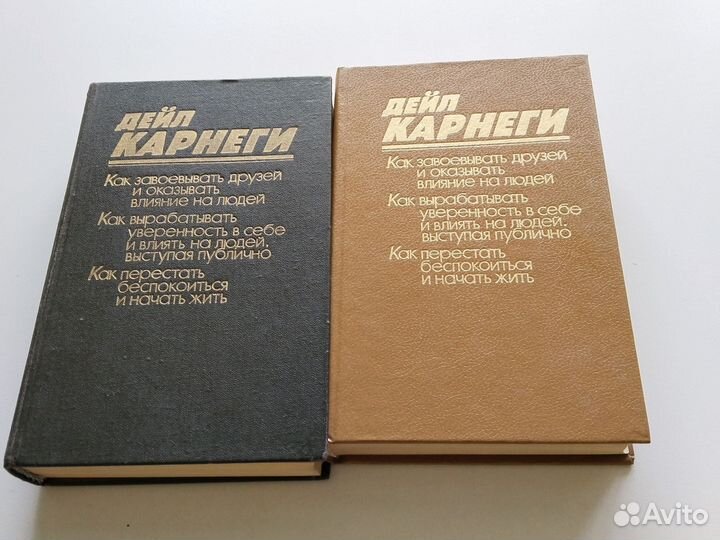 ДЕЙЛ
КАРНЕГИ
Как завоевывать друзей
и оказывать
влияние на людей
Как вырабатывать
уверенность в себе
и влиять на людей,
выступая публично
Как перестать
беспокоиться
и начать жить
ДЕЙЛ
КАРНЕГИ
Как завоевывать друзей
и оказывать
влияние на людей
Как вырабатывать
уверенность в себе
и влиять на людей,
выступая публично
Как перестать
беспокоиться
и начать жить
Avito